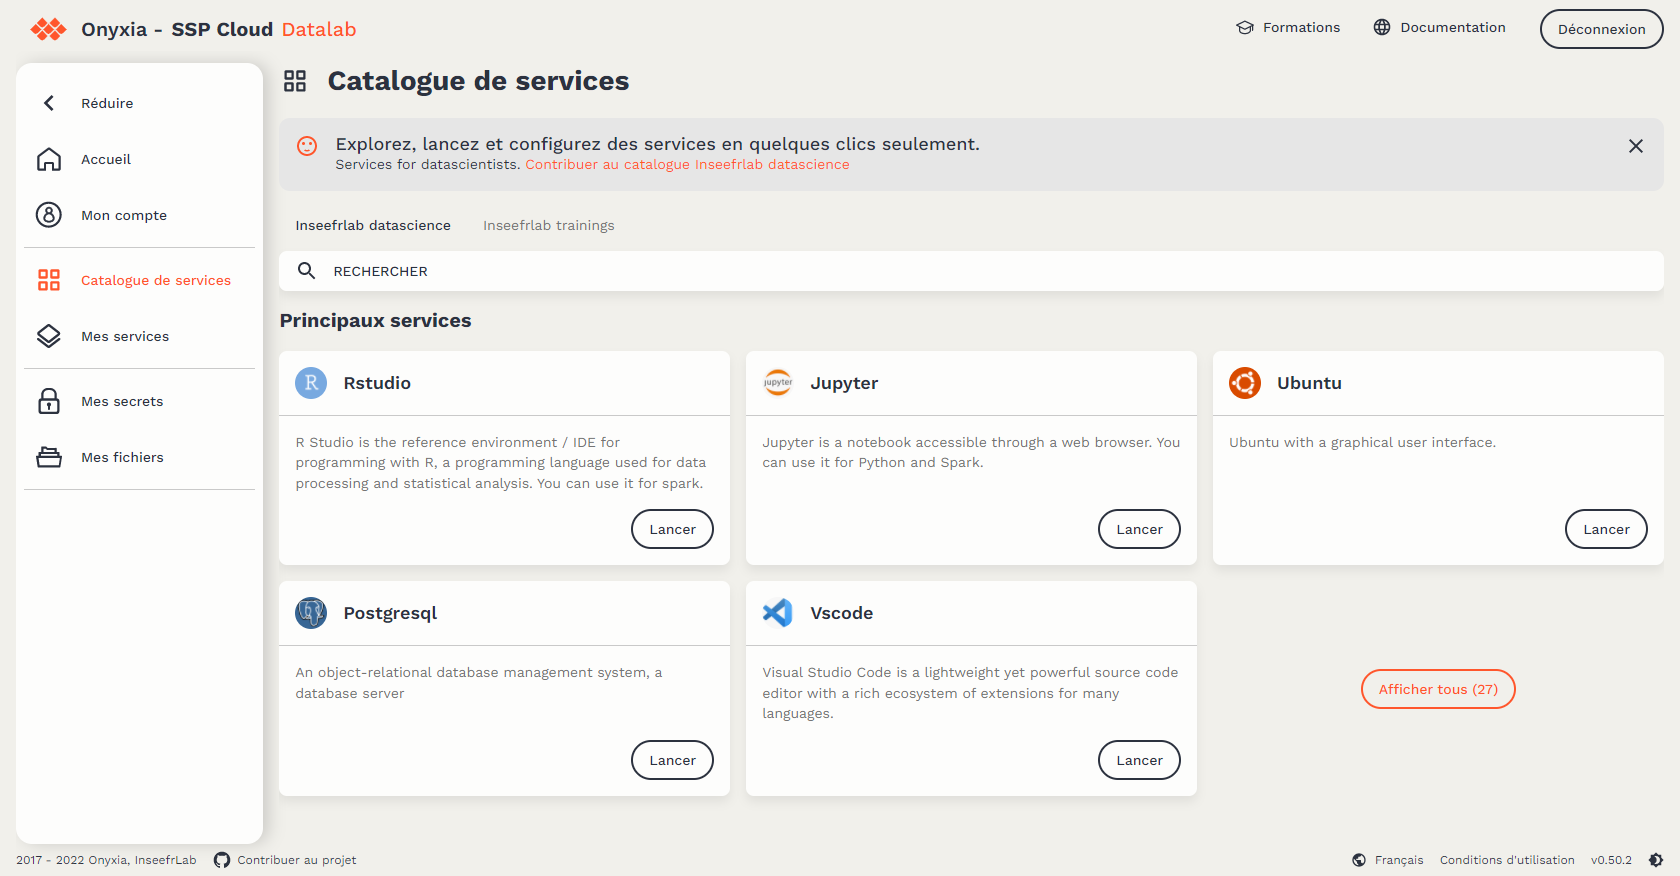 Onyxia - SSP Cloud Datalab
Formations
Documentation
Déconnexion
Réduire
Accueil
Mon compte
Catalogue de services
Mes services
Mes secrets
Mes fichiers
Catalogue de services
Explorez, lancez et configurez des services en quelques clics seulement.
Services for datascientists. Contribuer au catalogue Inseefrlab datascience
Inseefrlab datascience
Inseefrlab trainings
RECHERCHER
Principaux services
R
Rstudio
R Studio is the reference environment / IDE for
programming with R, a programming language used for data
processing and statistical analysis. You can use it for spark.
Lancer
jupyter
Jupyter
Jupyter is a notebook accessible through a web browser. You
can use it for Python and Spark.
Lancer
Ubuntu
Ubuntu with a graphical user interface.
Lancer
Postgresql
An object-relational database management system, a
database server
Lancer
Vscode
Visual Studio Code is a lightweight yet powerful source code
editor with a rich ecosystem of extensions for many
languages.
Lancer
Afficher tous (27)
2017 - 2022 Onyxia, InseefrLab
Contribuer au projet
Français
Conditions d'utilisation
v0.50.2